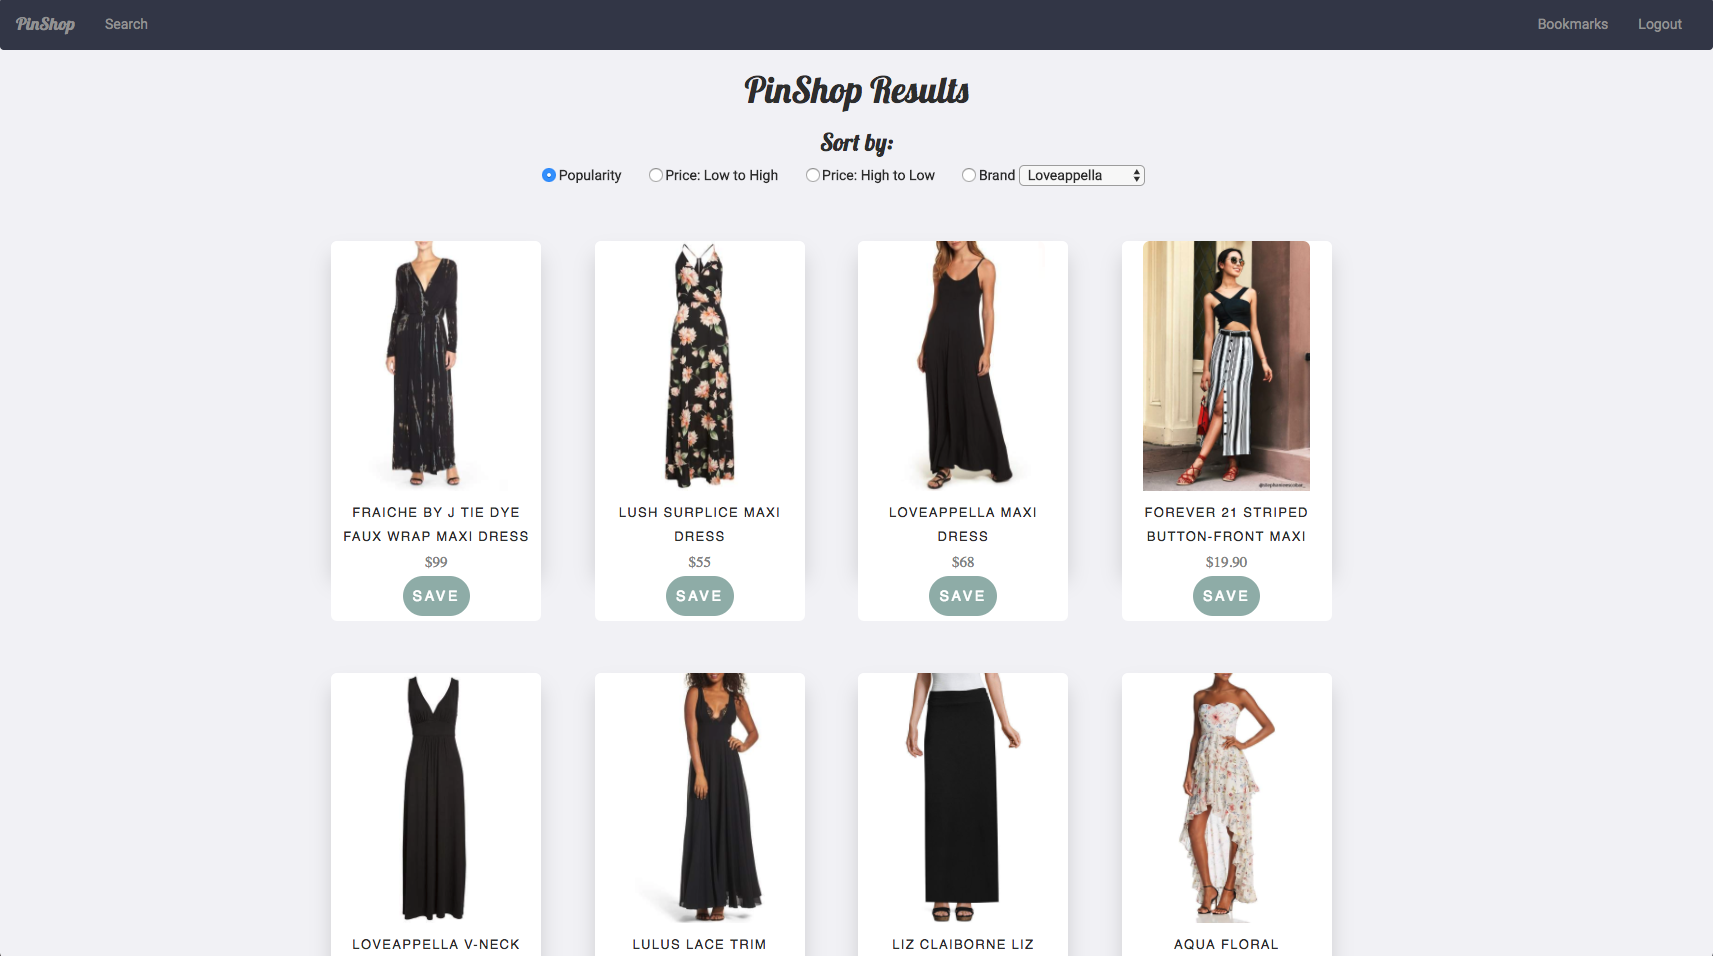 PinShop Search Bookmarks Logout
PinShop Results
Sort by:
Popularity Price: Low to High Price: High to Low Brand Loveappella
FRAICHE BY J TIE DYE
FAUX WRAP MAXI DRESS
$99
SAVE
LUSH SURPLICE MAXI
DRESS
$55
SAVE
LOVEAPPELLA MAXI
DRESS
$68
SAVE
FOREVER 21 STRIPED
BUTTON-FRONT MAXI
$19.90
SAVE
LOVEAPPELLA V-NECK
LULUS LACE TRIM
LIZ CLAIBORNE LIZ
AQUA FLORAL